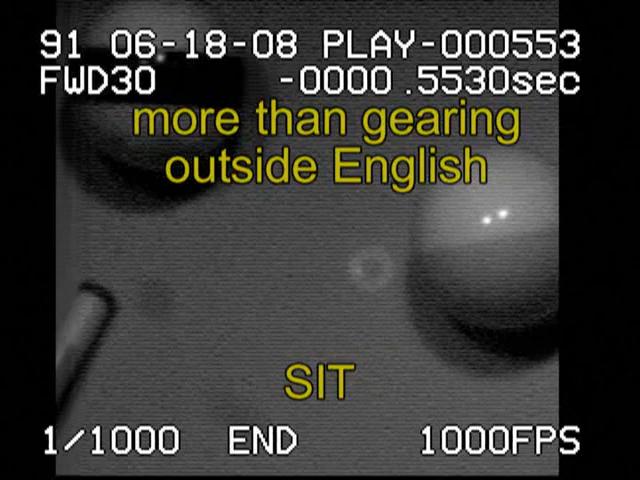 91 06-18-08 PLAY-000553
FWD30 -0000.5530sec
more than gearing
outside English
SIT
1/1000 END 1000FPS